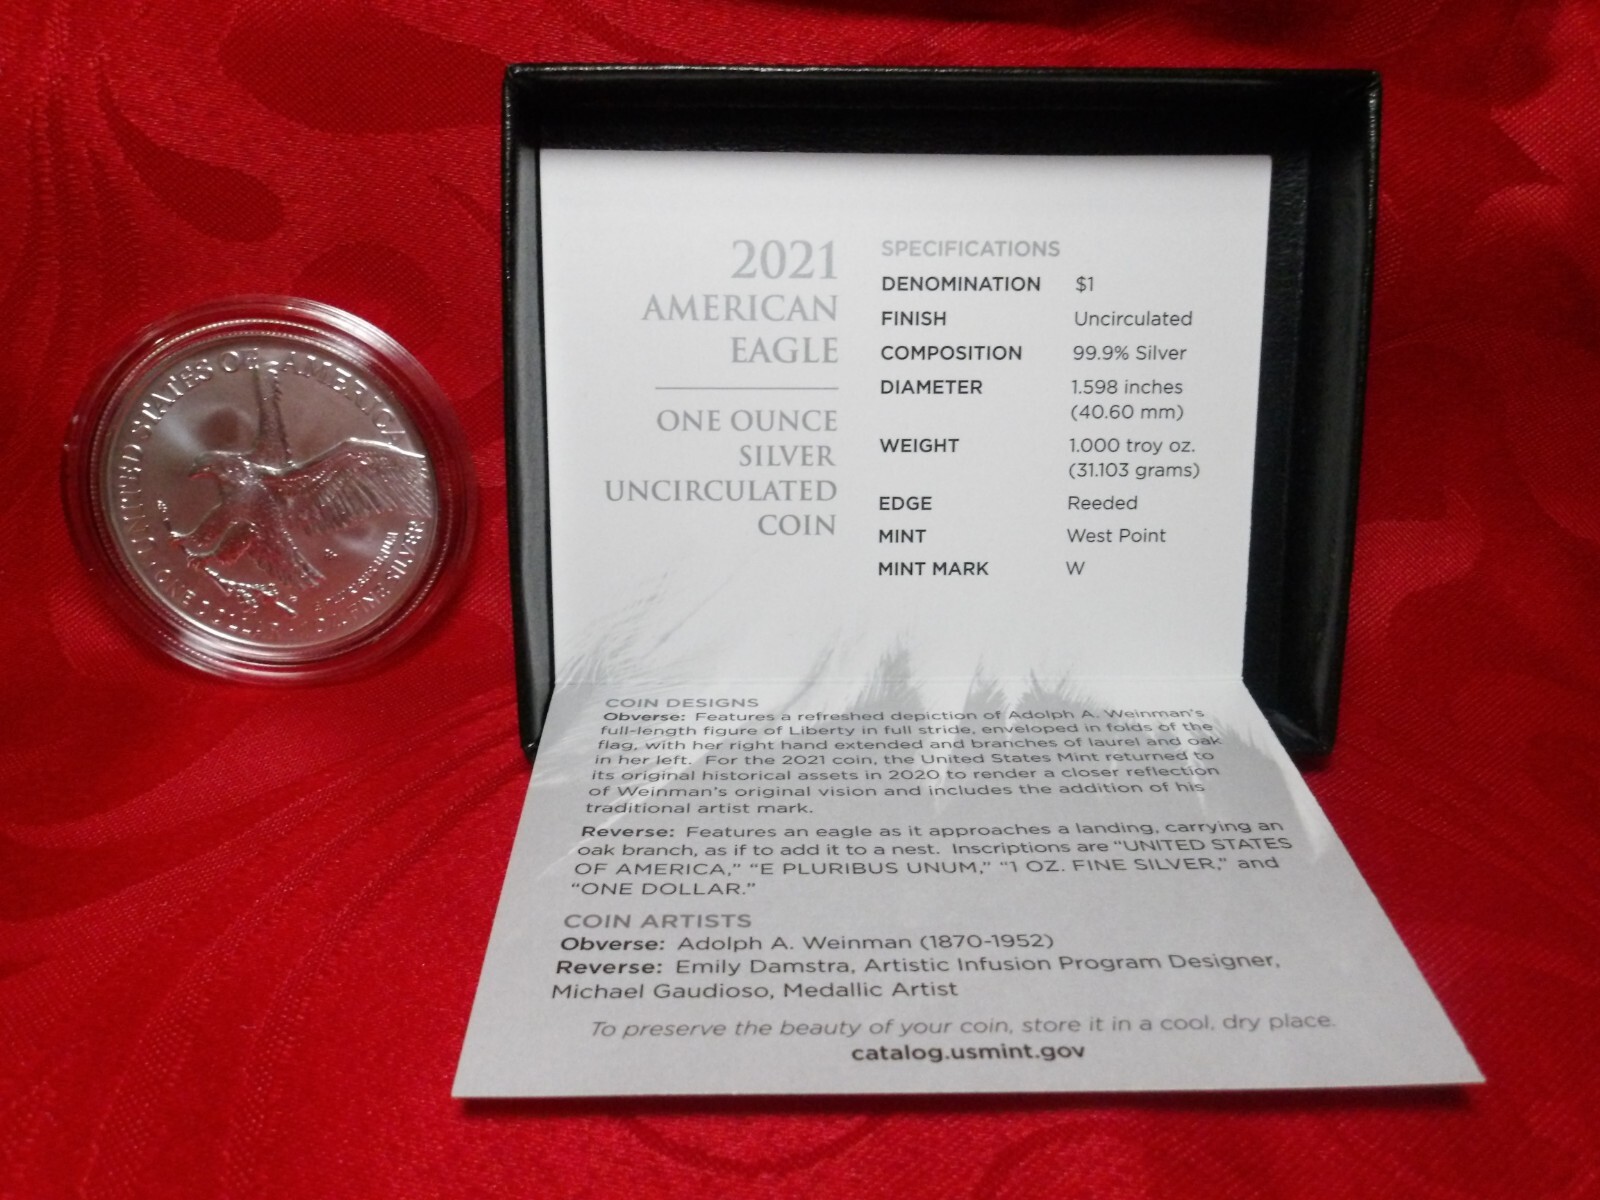 UNITED STATES OF AMERICA
ONE DOLLAR
2021
AMERICAN
EAGLE
ONE OUNCE
SILVER
UNCIRCULATED
COIN
SPECIFICATIONS
DENOMINATION $1
FINISH Uncirculated
COMPOSITION 99.9% Silver
DIAMETER 1.598 inches
(40.60 mm)
WEIGHT 1.000 troy oz.
(31.103 grams)
EDGE Reeded
MINT West Point
MINT MARK W
COIN DESIGNS
Obverse: Features a refreshed depiction of Adolph A. Weinman's
full-length figure of Liberty in full stride, enveloped in folds of the
flag, with her right hand extended and branches of laurel and oak
in her left. For the 2021 coin, the United States Mint returned to
its original historical assets in 2020 to render a closer reflection
of Weinman's original vision and includes the addition of his
traditional artist mark.
Reverse: Features an eagle as it approaches a landing, carrying an
oak branch, as if to add it to a nest. Inscriptions are "UNITED STATES
OF AMERICA," "E PLURIBUS UNUM," "1 OZ. FINE SILVER," and
"ONE DOLLAR."
COIN ARTISTS
Obverse: Adolph A. Weinman (1870-1952)
Reverse: Emily Damstra, Artistic Infusion Program Designer,
Michael Gaudioso, Medallic Artist
To preserve the beauty of your coin, store it in a cool, dry place.
catalog.usmint.gov